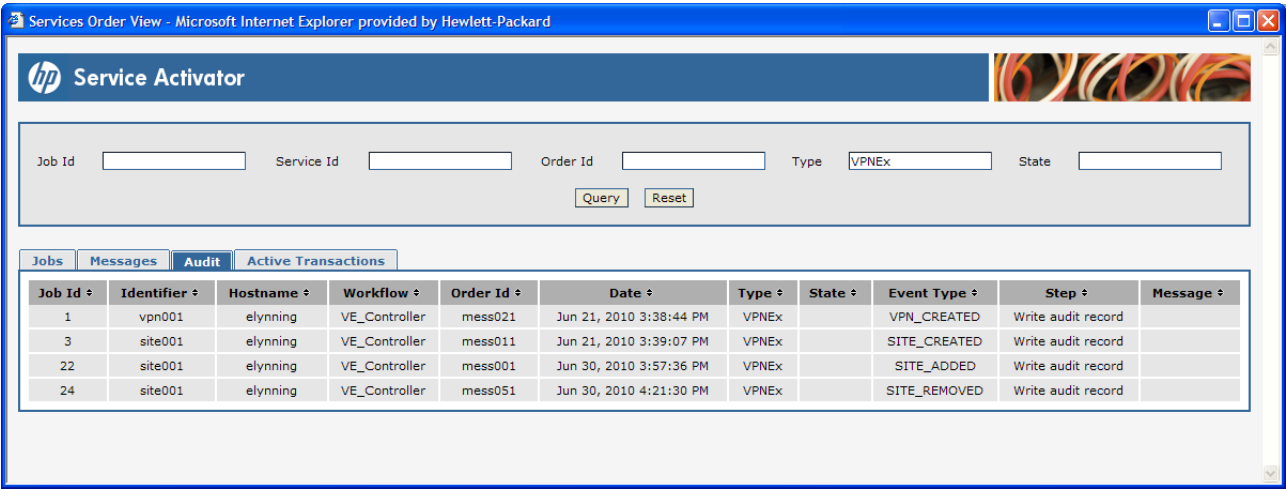 Services Order View - Microsoft Internet Explorer provided by Hewlett-Packard
hp Service Activator
Job Id Service Id Order Id Type VPNEx State
Query Reset
Jobs Messages Audit Active Transactions
Job Id Identifier Hostname Workflow Order Id Date Type State Event Type Step Message
1 vpn001 elynning VE_Controller mess021 Jun 21, 2010 3:38:44 PM VPNEx VPN_CREATED Write audit record
3 site001 elynning VE_Controller mess011 Jun 21, 2010 3:39:07 PM VPNEx SITE_CREATED Write audit record
22 site001 elynning VE_Controller mess001 Jun 30, 2010 3:57:36 PM VPNEx SITE_ADDED Write audit record
24 site001 elynning VE_Controller mess051 Jun 30, 2010 4:21:30 PM VPNEx SITE_REMOVED Write audit record